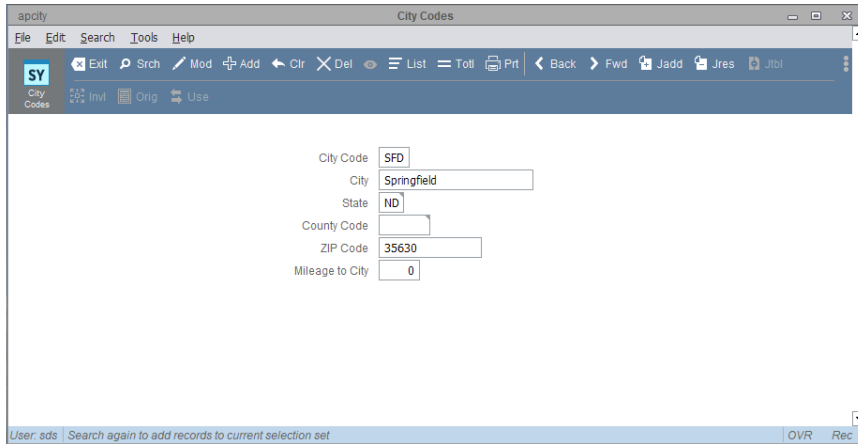 apcity City Codes
File Edit Search Tools Help
SY City Codes
Exit Srch Mod Add Clr Del List Totl Prt Back Fwd Jadd Jres Jtbl
Invl Orig Use
City Code SFD
City Springfield
State ND
County Code
ZIP Code 35630
Mileage to City 0
User: sds Search again to add records to current selection set OVR Rec